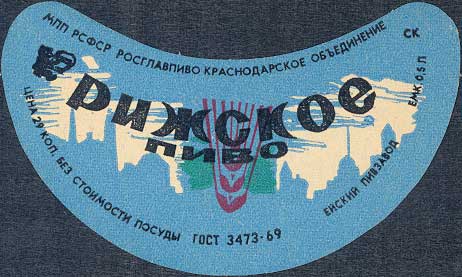 МПП РСФСР РОСГЛАВПИВО КРАСНОДАРСКОЕ ОБЪЕДИНЕНИЕ
СК
РИЖСКОЕ
ПИВО
ЕМК 0,5 Л
ЦЕНА 29 КОП. БЕЗ СТОИМОСТИ ПОСУДЫ
ГОСТ 3473-69
ЕЙСКИЙ ПИВЗАВОД